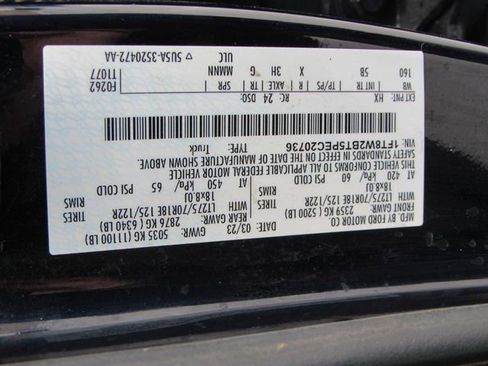 MFD. BY FORD MOTOR CO.
DATE: 03/23 GVWR: 5035 KG (11100 LB)
FRONT GAWR: 2359 KG ( 5200 LB) REAR GAWR: 2876 KG ( 6340 LB)
WITH LT275/70R18E 125/122R TIRES WITH LT275/70R18E 125/122R TIRES
18x8.0J RIMS 18x8.0J RIMS
AT 420 kPa/ 60 PSI COLD AT 450 kPa/ 65 PSI COLD
THIS VEHICLE CONFORMS TO ALL APPLICABLE FEDERAL MOTOR VEHICLE
SAFETY STANDARDS IN EFFECT ON THE DATE OF MANUFACTURE SHOWN ABOVE.
VIN: 1FT8W2BT5PEC20736 TYPE: Truck
EXT PNT: HX RC: 24 DSO: F0262
WB INT TR TP/PS R AXLE TR SPR T1077
160 5B X 3H G MMNN
ULC
▽ 5U5A-3520472-AA